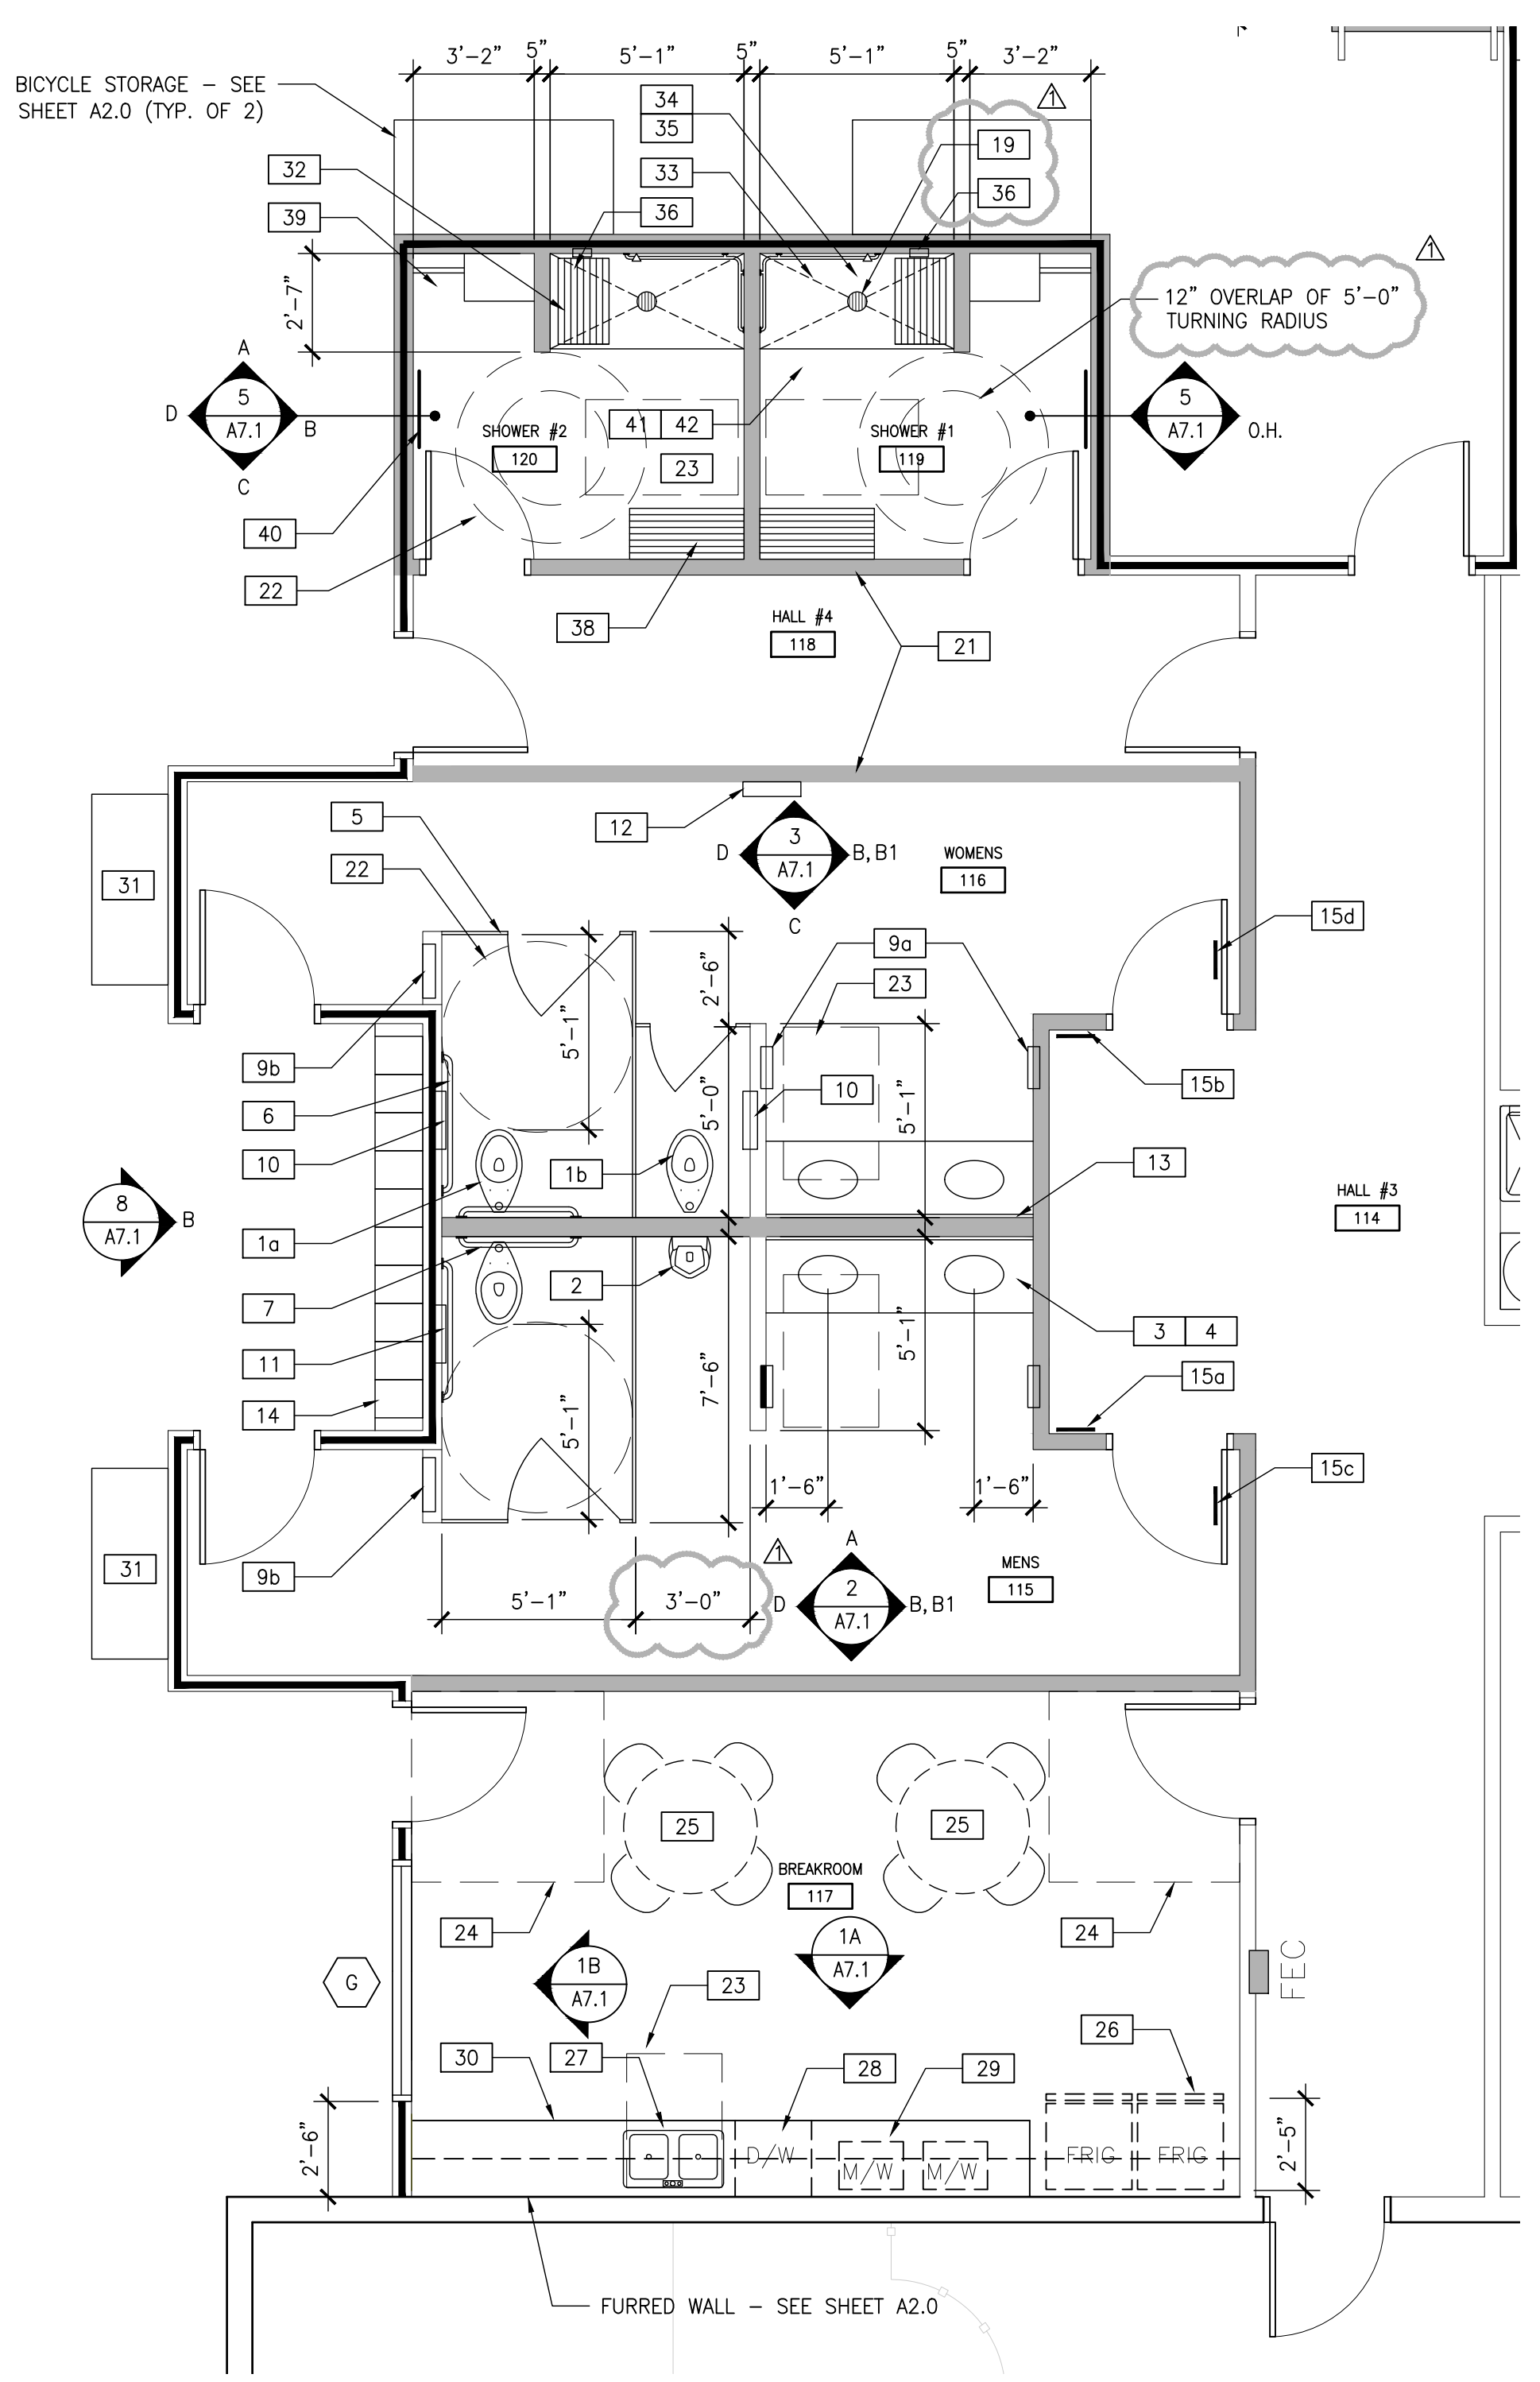 3'-2" 5" 5'-1" 5" 5'-1" 5" 3'-2"
BICYCLE STORAGE – SEE
SHEET A2.0 (TYP. OF 2)
34
35
1
19
32
33
36
39
36
1
2'-7"
12" OVERLAP OF 5'-0"
TURNING RADIUS
A
D
5
A7.1
B
C
5
A7.1
O.H.
41 42
SHOWER #2
120
SHOWER #1
119
23
40
22
38
HALL #4
118
21
5
12
3
A7.1
D
B, B1
C
WOMENS
116
22
31
15d
9a
2'-6"
23
5'-1"
9b
10
15b
6
5'-0"
5'-1"
10
1b
13
8
A7.1
B
HALL #3
114
1a
7
2
3 4
11
5'-1"
15a
14
7'-6"
5'-1"
1'-6" 1'-6"
15c
31
9b
1
A
D
2
A7.1
B, B1
MENS
115
5'-1" 3'-0"
25
25
BREAKROOM
117
24
24
1A
A7.1
1B
A7.1
G
23
FEC
26
30
27
28
29
2'-6"
D/W
M/W
M/W
FRIG
FRIG
2'-5"
FURRED WALL – SEE SHEET A2.0